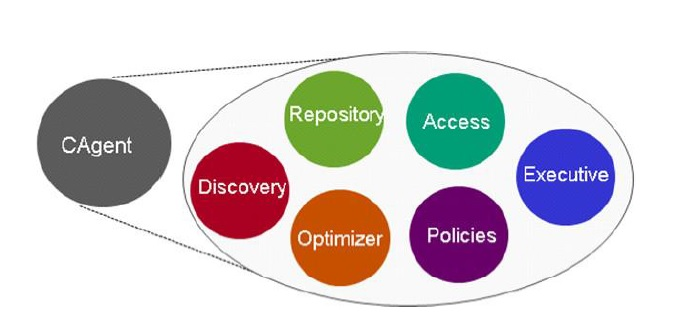 CAgent
Repository
Access
Discovery
Executive
Optimizer
Policies